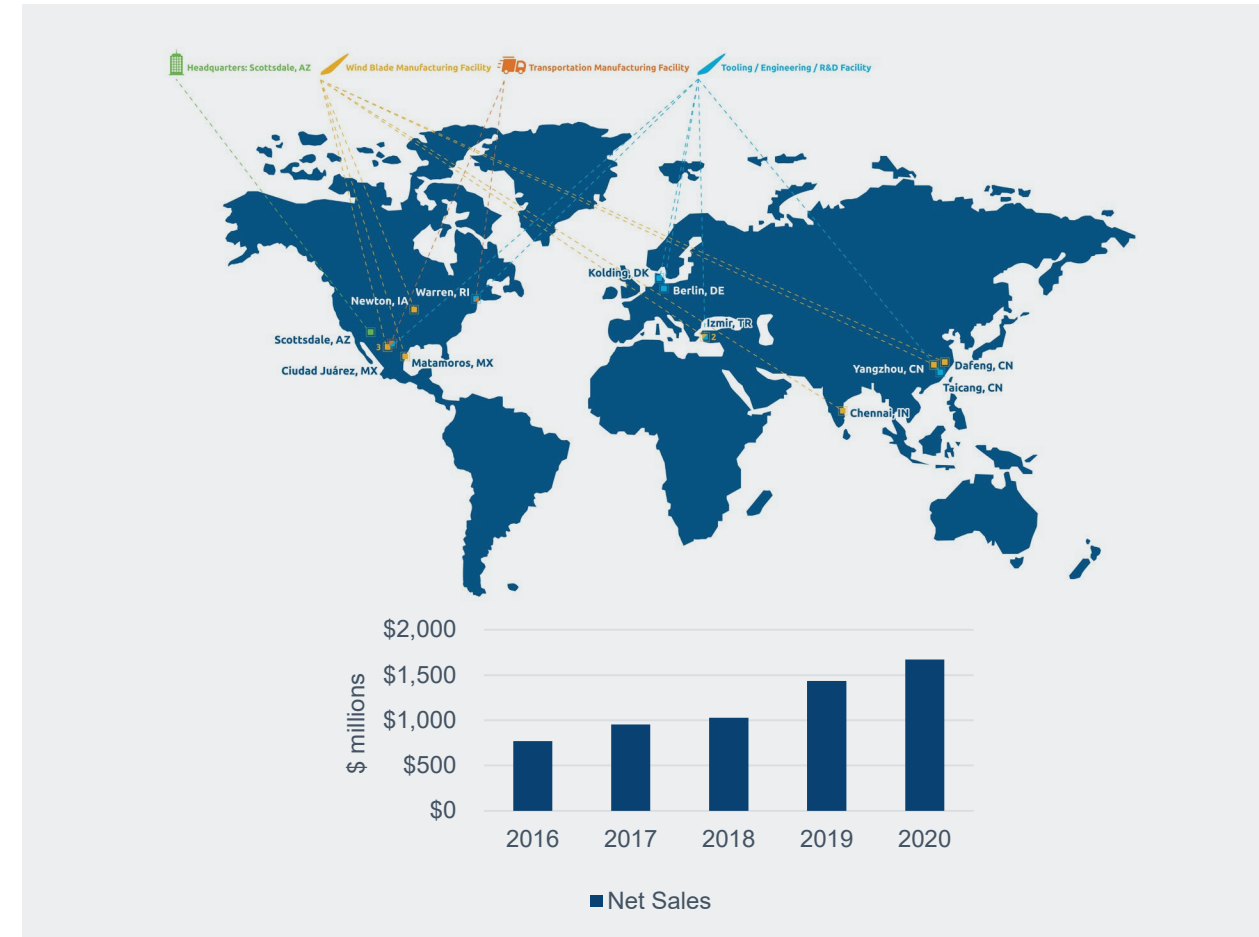 Headquarters: Scottsdale, AZ
Wind Blade Manufacturing Facility
Transportation Manufacturing Facility
Tooling / Engineering / R&D Facility
Kolding, DK
Berlin, DE
Warren, RI
Newton, IA
Izmir, TR
2
Scottsdale, AZ
3
Matamoros, MX
Ciudad Juárez, MX
Yangzhou, CN
Dafeng, CN
Taicang, CN
Chennai, IN
$2,000
$1,500
$1,000
$500
$0
$ millions
2016 2017 2018 2019 2020
Net Sales